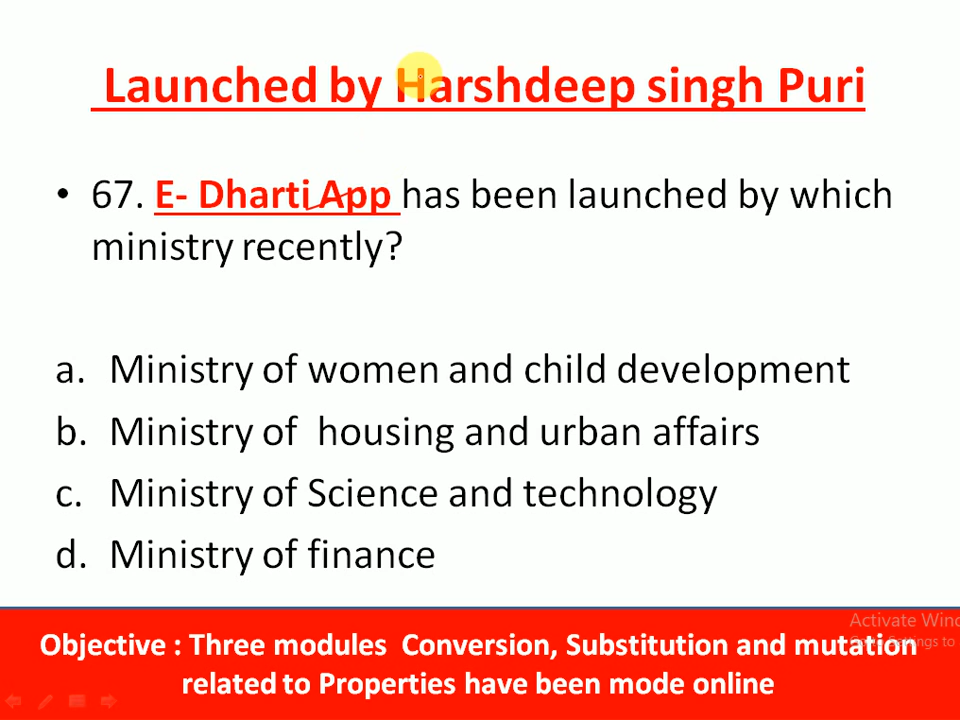 Launched by Harshdeep singh Puri
• 67. E- Dharti App has been launched by which
ministry recently?
a. Ministry of women and child development
b. Ministry of housing and urban affairs
c. Ministry of Science and technology
d. Ministry of finance
Activate Win
Objective : Three modules Conversion, Substitution and mutation
related to Properties have been mode online